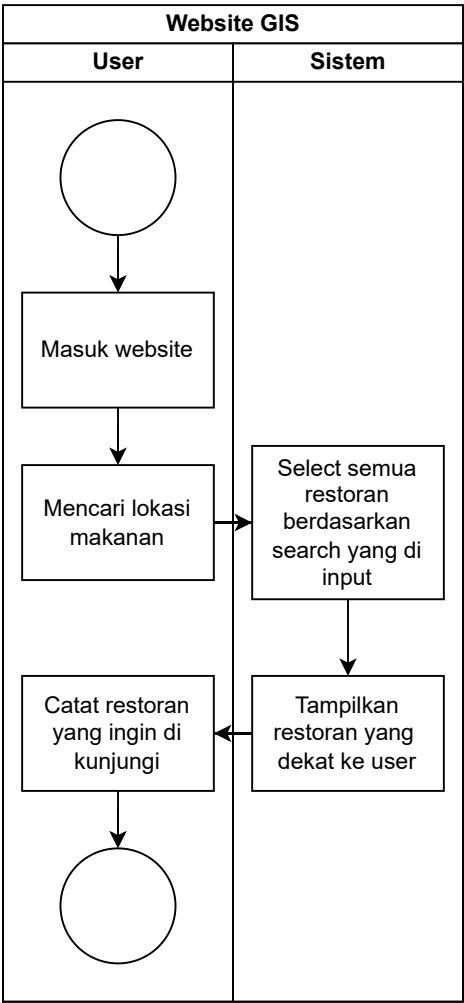 Website GIS
User
Sistem
Masuk website
Mencari lokasi
makanan
Select semua
restoran
berdasarkan
search yang di
input
Catat restoran
yang ingin di
kunjungi
Tampilkan
restoran yang
dekat ke user